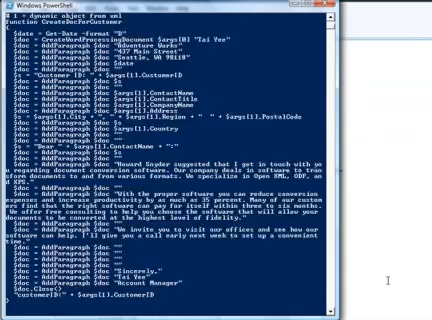 Windows PowerShell
# 1 = dynamic object from xml
function CreateDocForCustomer
{
$date = Get-Date -format "D"
$doc = CreateWordProcessingDocument $args[0] "Tai Yee"
$doc = AddParagraph $doc "Adventure Works"
$doc = AddParagraph $doc "437 Main Street"
$doc = AddParagraph $doc "Seattle, WA 98118"
$doc = AddParagraph $doc $date
$doc = AddParagraph $doc ""
$s = "Customer ID: " + $args[1].CustomerID
$doc = AddParagraph $doc $s
$doc = AddParagraph $doc ""
$doc = AddParagraph $doc $args[1].ContactName
$doc = AddParagraph $doc $args[1].ContactTitle
$doc = AddParagraph $doc $args[1].CompanyName
$doc = AddParagraph $doc $args[1].Address
$s = $args[1].City + ", " + $args[1].Region + " " + $args[1].PostalCode
$doc = AddParagraph $doc $s
$doc = AddParagraph $doc $args[1].Country
$doc = AddParagraph $doc ""
$s = "Dear " + $args[1].ContactName + ":"
$doc = AddParagraph $doc $s
$doc = AddParagraph $doc ""
$doc = AddParagraph $doc "Howard Snyder suggested that I get in touch with yo
u regarding document conversion software. Our company deals in software to tran
sform documents to and from various formats. We specialize in Open XML, ODF, an
d XPS."
$doc = AddParagraph $doc ""
$doc = AddParagraph $doc "With the proper software you can reduce conversion
expenses and increase productivity by as much as 35 percent. Many of our custom
ers find that the right software can pay for itself within three to six months.
We offer free consulting to help you choose the software that will allow your
documents to be converted at the highest level of fidelity."
$doc = AddParagraph $doc ""
$doc = AddParagraph $doc "We invite you to visit our offices and see how our
software can help. I'll give you a call early next week to set up a convenient
time."
$doc = AddParagraph $doc ""
$doc = AddParagraph $doc ""
$doc = AddParagraph $doc "Sincerely,"
$doc = AddParagraph $doc "Tai Yee"
$doc = AddParagraph $doc "Account Manager"
$doc.Close()
"customerID:" + $args[1].CustomerID
}